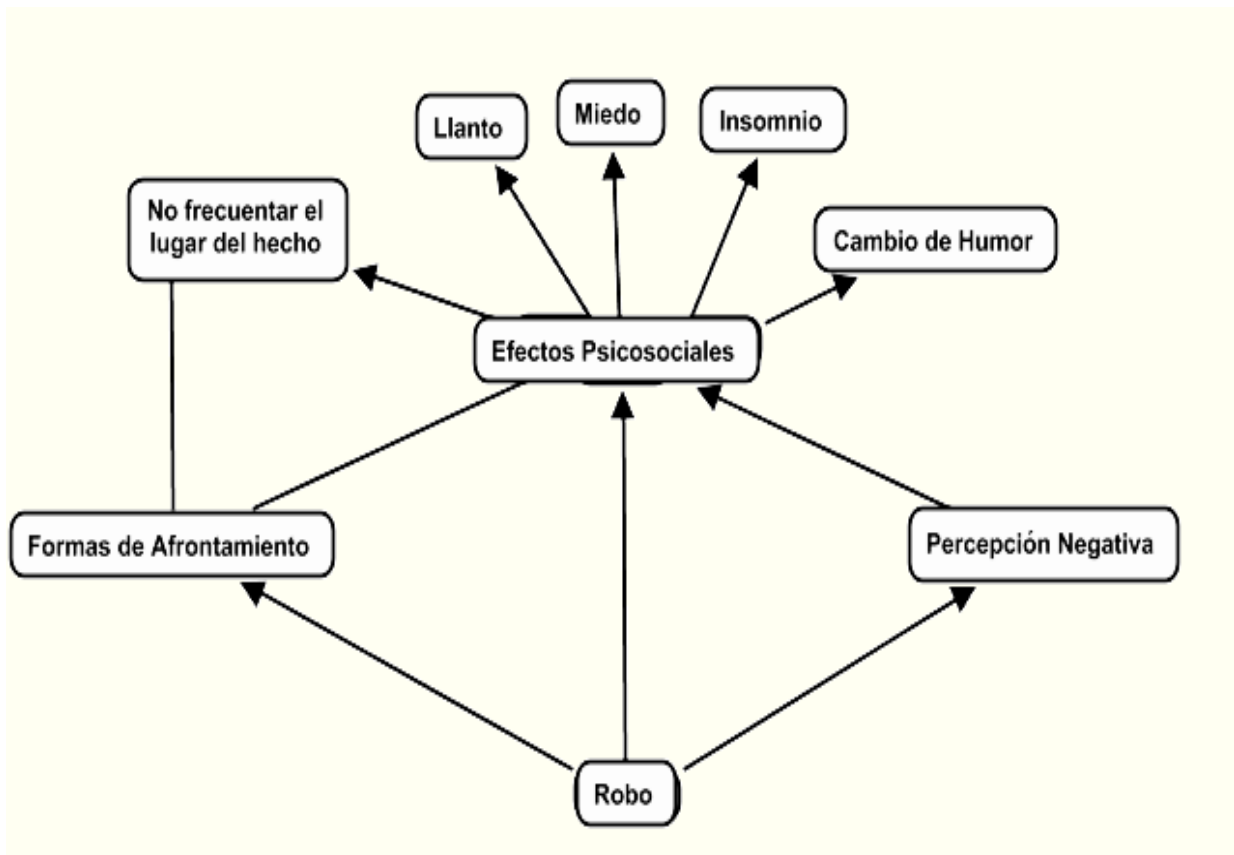 Miedo
Llanto
Insomnio
No frecuentar el
lugar del hecho
Cambio de Humor
Efectos Psicosociales
Formas de Afrontamiento
Percepción Negativa
Robo